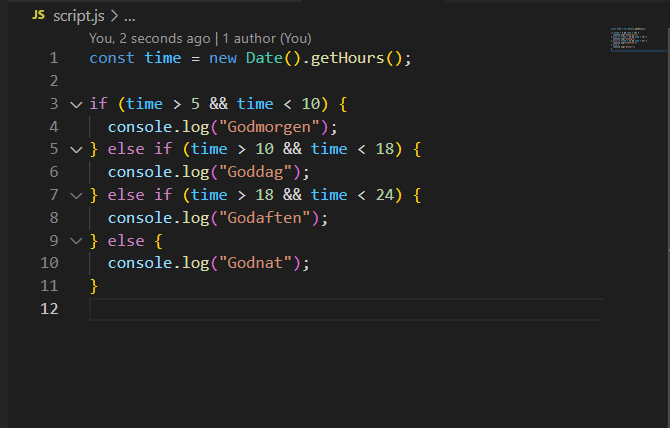 JS script.js > ...
You, 2 seconds ago | 1 author (You)
1 const time = new Date().getHours();
2
3 if (time > 5 && time < 10) {
4 console.log("Godmorgen");
5 } else if (time > 10 && time < 18) {
6 console.log("Goddag");
7 } else if (time > 18 && time < 24) {
8 console.log("Godaften");
9 } else {
10 console.log("Godnat");
11 }
12